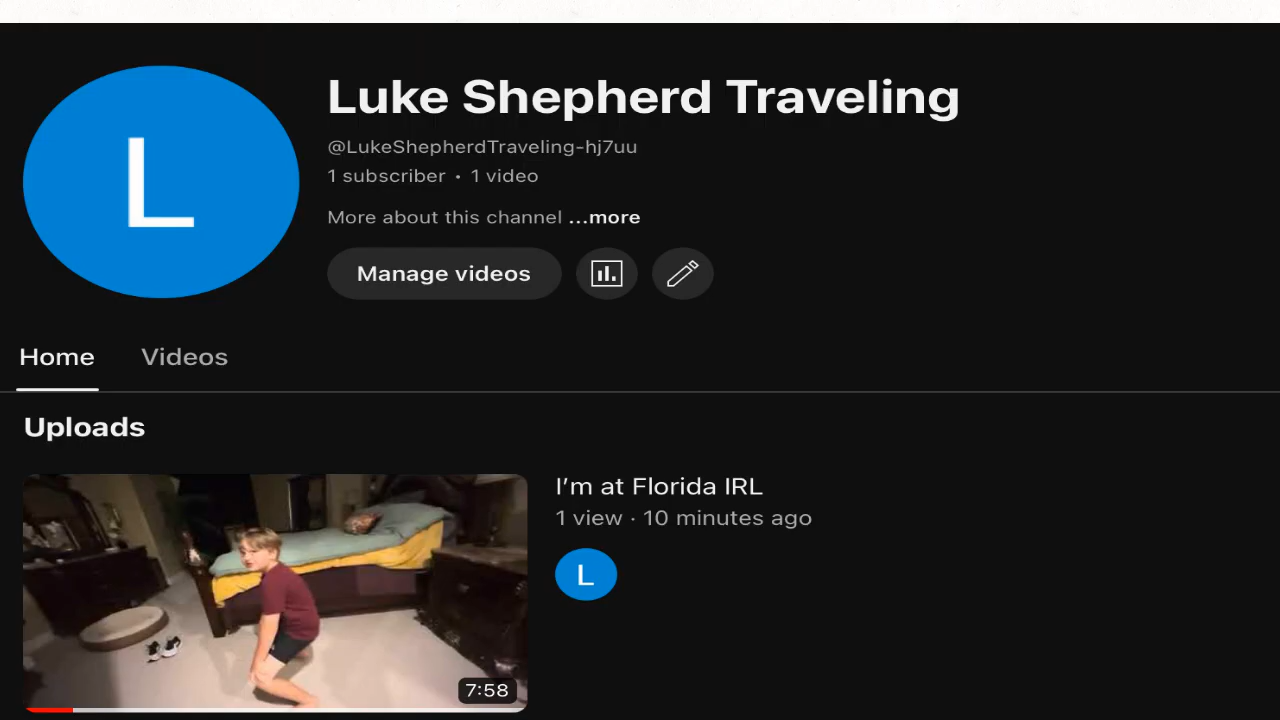 L
Luke Shepherd Traveling
@LukeShepherdTraveling-hj7uu
1 subscriber • 1 video
More about this channel ...more
Manage videos
Home Videos
Uploads
I'm at Florida IRL
1 view · 10 minutes ago
L
7:58